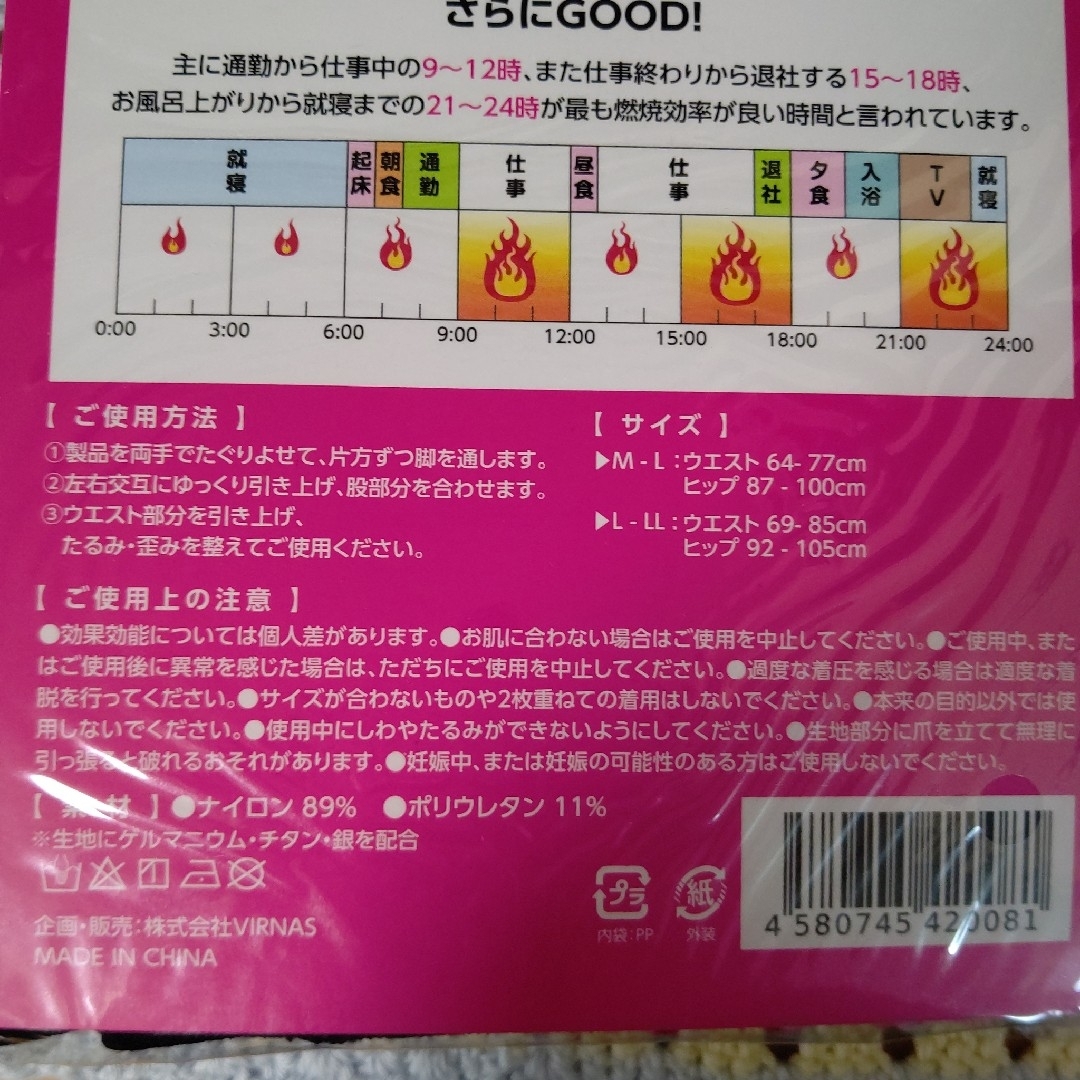 さらにGOOD!
主に通勤から仕事中の9～12時、また仕事終わりから退社する15～18時、
お風呂上がりから就寝までの21～24時が最も燃焼効率が良い時間と言われています。
就寝 起床 朝食 通勤 仕事 昼食 仕事 退社 夕食 入浴 TV 就寝
0:00 3:00 6:00 9:00 12:00 15:00 18:00 21:00 24:00
【 ご使用方法 】
①製品を両手でたぐりよせて、片方ずつ脚を通します。
②左右交互にゆっくり引き上げ、股部分を合わせます。
③ウエスト部分を引き上げ、
たるみ・歪みを整えてご使用ください。
【 サイズ 】
▶M - L：ウエスト 64- 77cm
ヒップ 87 - 100cm
▶L - LL：ウエスト 69- 85cm
ヒップ 92 - 105cm
【 ご使用上の注意 】
●効果効能については個人差があります。●お肌に合わない場合はご使用を中止してください。●ご使用中、また
はご使用後に異常を感じた場合は、ただちにご使用を中止してください。●過度な着圧を感じる場合は適度な着
脱を行ってください。●サイズが合わないものや2枚重ねての着用はしないでください。●本来の目的以外では使
用しないでください。●使用中にしわやたるみができないようにしてください。●生地部分に爪を立てて無理に
引っ張ると破れるおそれがあります。●妊娠中、または妊娠の可能性のある方はご使用しないでください。
【 素 材 】●ナイロン 89% ●ポリウレタン 11%
※生地にゲルマニウム・チタン・銀を配合
企画・販売：株式会社VIRNAS
MADE IN CHINA
プラ
内袋：PP
紙
外装
4 580745 420081